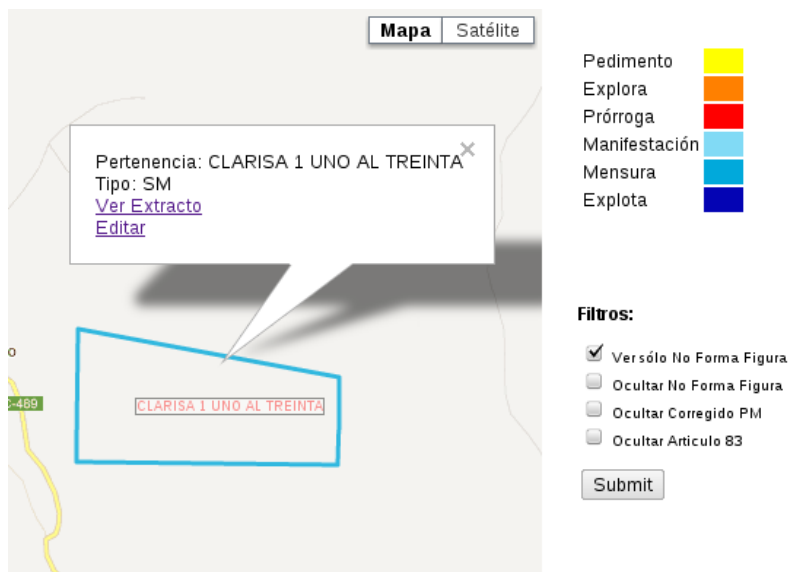 Mapa
Satélite
Pertenencia: CLARISA 1 UNO AL TREINTA
Tipo: SM
Ver Extracto
Editar
CLARISA 1 UNO AL TREINTA
o
C-489
Pedimento
Explora
Prórroga
Manifestación
Mensura
Explota
Filtros:
Ver sólo No Forma Figura
Ocultar No Forma Figura
Ocultar Corregido PM
Ocultar Articulo 83
Submit